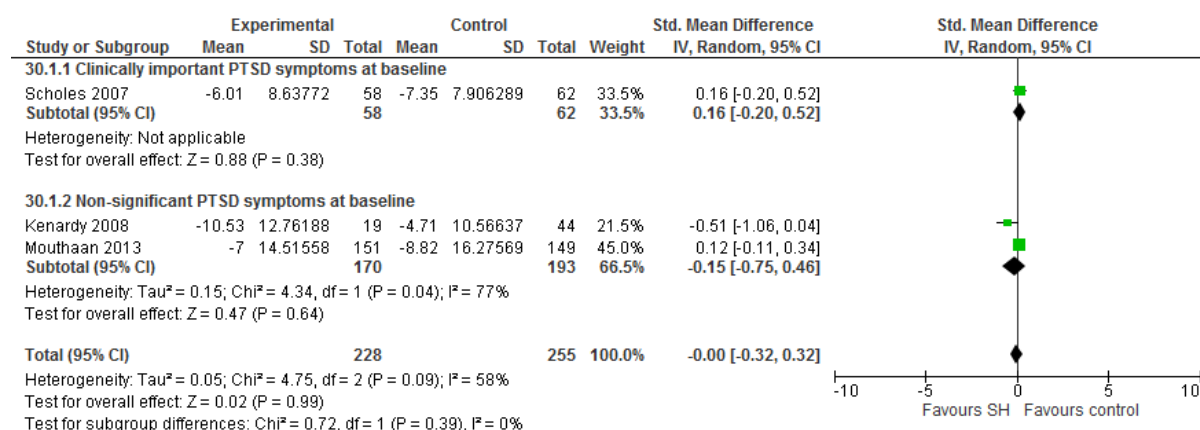 Experimental Control Std. Mean Difference Std. Mean Difference
Study or Subgroup Mean SD Total Mean SD Total Weight IV, Random, 95% CI IV, Random, 95% CI
30.1.1 Clinically important PTSD symptoms at baseline
Scholes 2007 -6.01 8.63772 58 -7.35 7.906289 62 33.5% 0.16 [-0.20, 0.52]
Subtotal (95% CI) 58 62 33.5% 0.16 [-0.20, 0.52]
Heterogeneity: Not applicable
Test for overall effect: Z = 0.88 (P = 0.38)
30.1.2 Non-significant PTSD symptoms at baseline
Kenardy 2008 -10.53 12.76188 19 -4.71 10.56637 44 21.5% -0.51 [-1.06, 0.04]
Mouthaan 2013 -7 14.51558 151 -8.82 16.27569 149 45.0% 0.12 [-0.11, 0.34]
Subtotal (95% CI) 170 193 66.5% -0.15 [-0.75, 0.46]
Heterogeneity: Tau² = 0.15; Chi² = 4.34, df = 1 (P = 0.04); I² = 77%
Test for overall effect: Z = 0.47 (P = 0.64)
Total (95% CI) 228 255 100.0% -0.00 [-0.32, 0.32]
Heterogeneity: Tau² = 0.05; Chi² = 4.75, df = 2 (P = 0.09); I² = 58%
Test for overall effect: Z = 0.02 (P = 0.99)
Test for subgroup differences: Chi² = 0.72, df = 1 (P = 0.39), I² = 0%
-10 -5 0 5 10
Favours SH Favours control